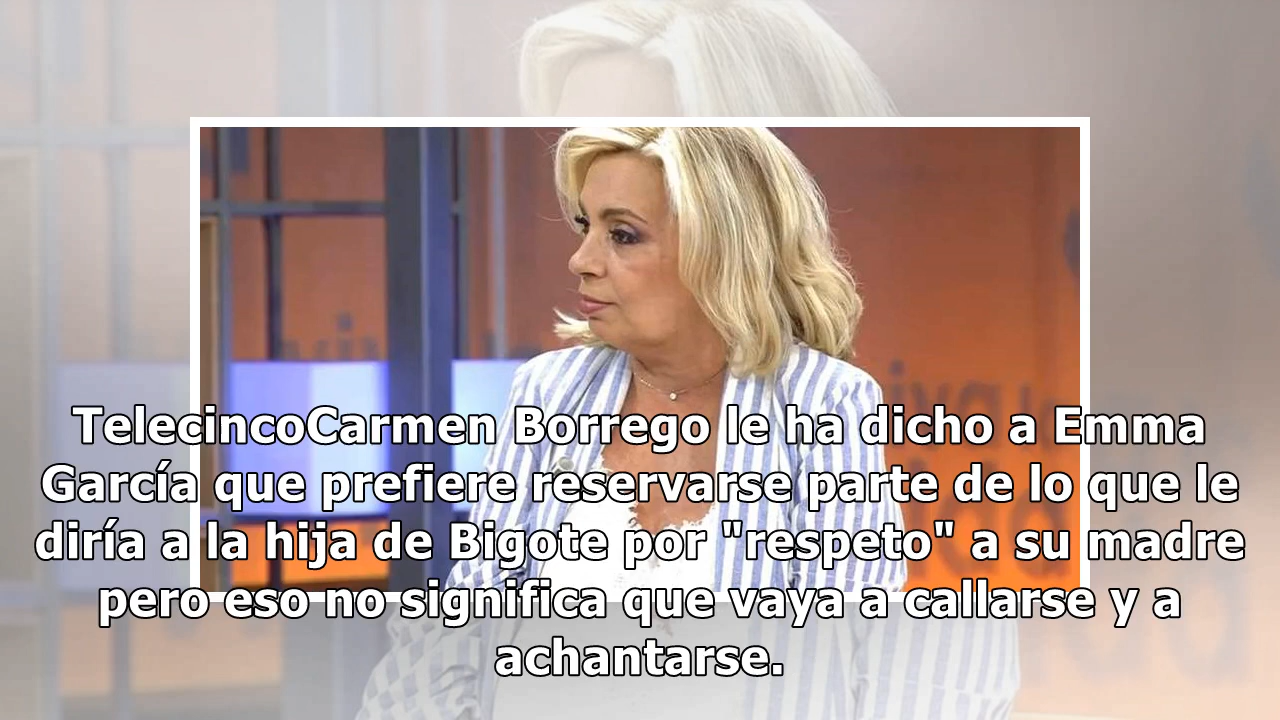 TelecincoCarmen Borrego le ha dicho a Emma
García que prefiere reservarse parte de lo que le
diría a la hija de Bigote por "respeto" a su madre
pero eso no significa que vaya a callarse y a
achantarse.